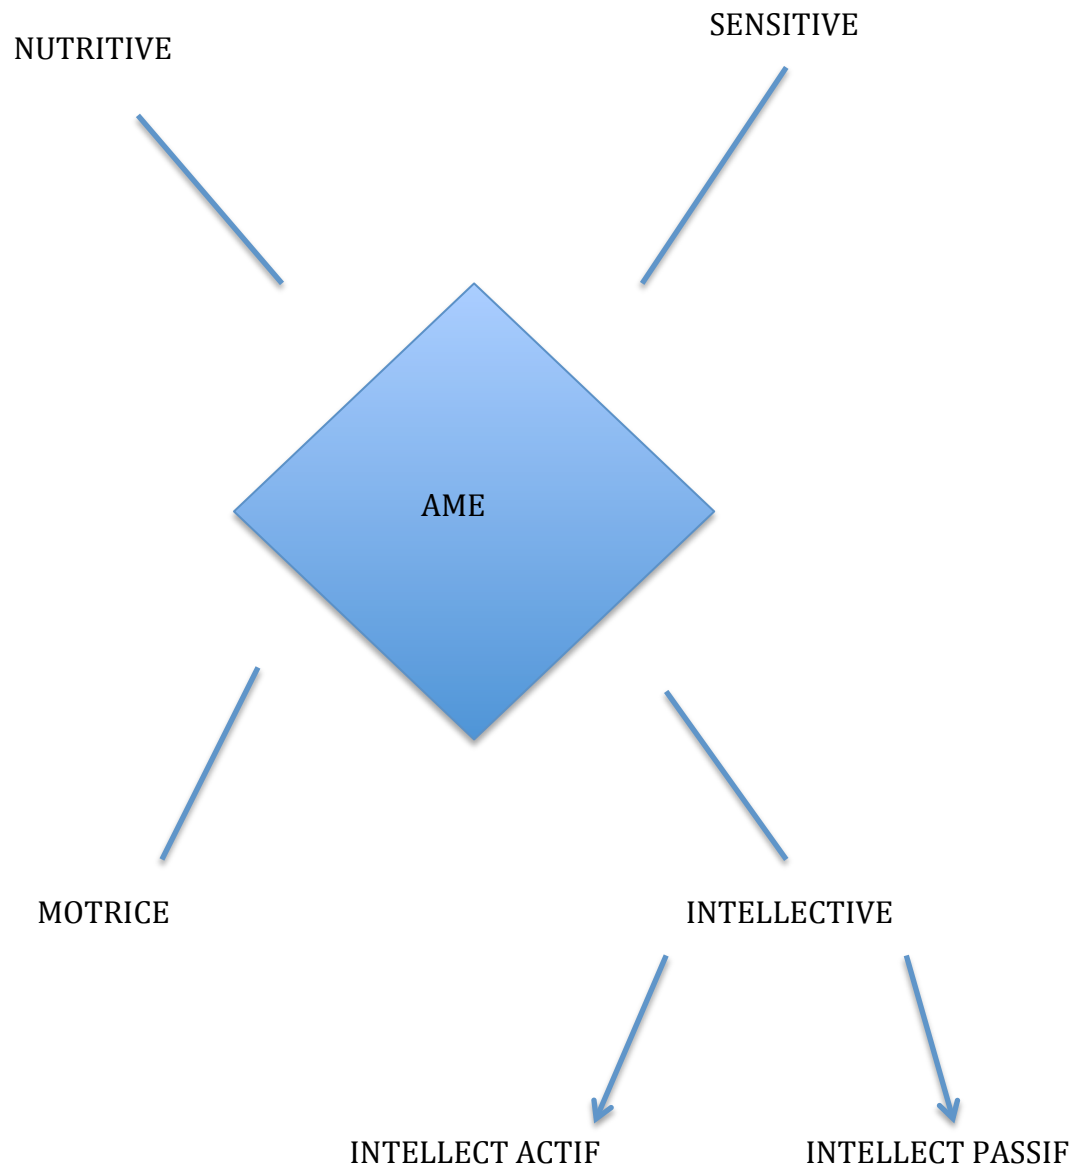 NUTRITIVE
SENSITIVE
AME
MOTRICE
INTELLECTIVE
INTELLECT ACTIF
INTELLECT PASSIF